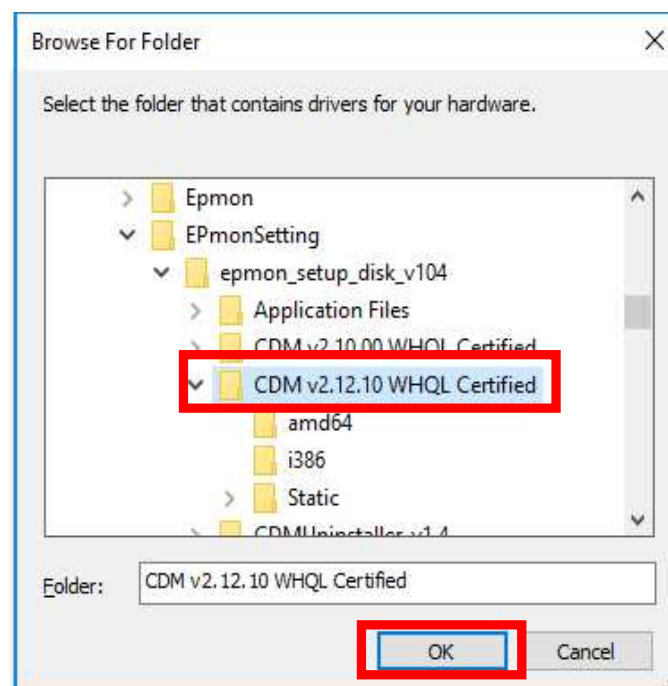 Browse For Folder
Select the folder that contains drivers for your hardware.
Epmon
EPmonSetting
epmon_setup_disk_v104
Application Files
CDM v2.10.00 WHQL Certified
CDM v2.12.10 WHQL Certified
amd64
i386
Static
CDMUninstaller_v1.4
Folder: CDM v2.12.10 WHQL Certified
OK Cancel